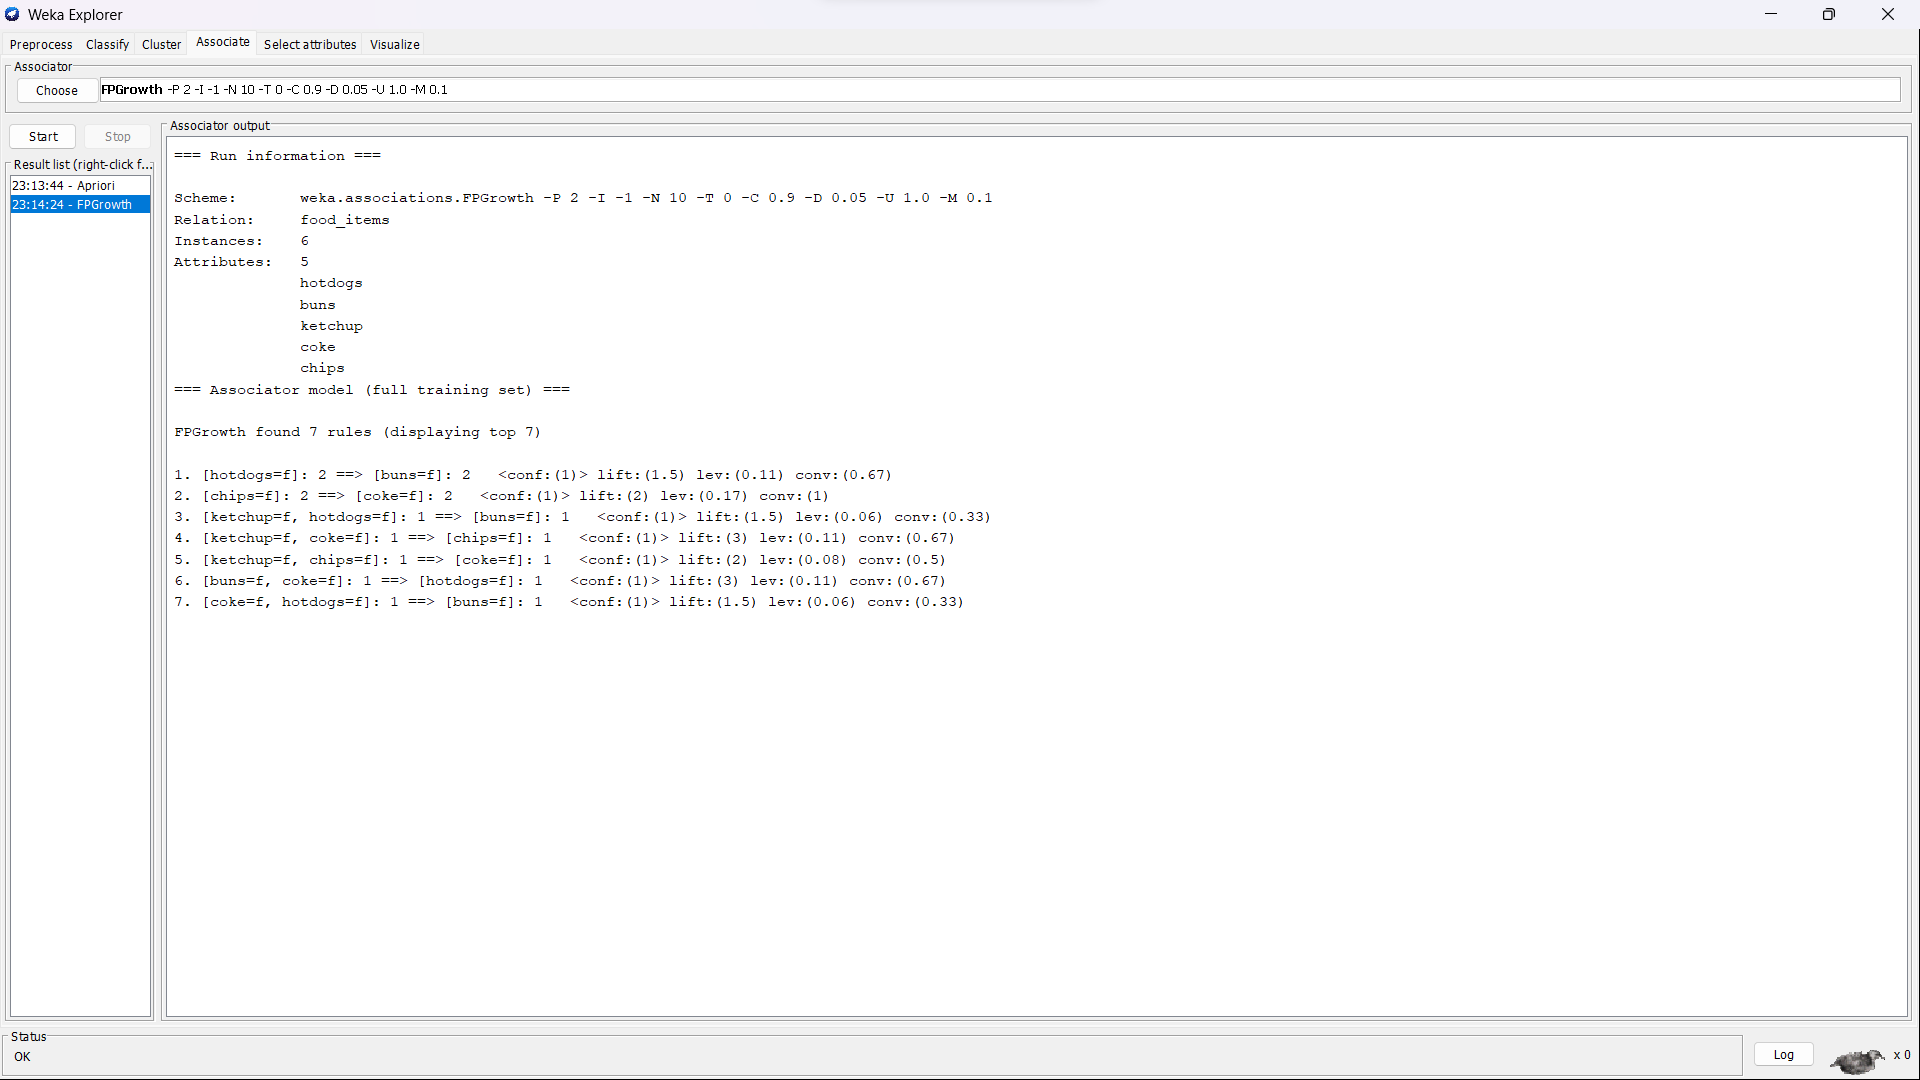 Weka Explorer
Preprocess Classify Cluster Associate Select attributes Visualize
Associator
Choose FPGrowth -P 2 -I -1 -N 10 -T 0 -C 0.9 -D 0.05 -U 1.0 -M 0.1
Start Stop
Result list (right-click f...
23:13:44 - Apriori
23:14:24 - FPGrowth
Associator output
=== Run information ===
Scheme: weka.associations.FPGrowth -P 2 -I -1 -N 10 -T 0 -C 0.9 -D 0.05 -U 1.0 -M 0.1
Relation: food_items
Instances: 6
Attributes: 5
hotdogs
buns
ketchup
coke
chips
=== Associator model (full training set) ===
FPGrowth found 7 rules (displaying top 7)
1. [hotdogs=f]: 2 ==> [buns=f]: 2 <conf:(1)> lift:(1.5) lev:(0.11) conv:(0.67)
2. [chips=f]: 2 ==> [coke=f]: 2 <conf:(1)> lift:(2) lev:(0.17) conv:(1)
3. [ketchup=f, hotdogs=f]: 1 ==> [buns=f]: 1 <conf:(1)> lift:(1.5) lev:(0.06) conv:(0.33)
4. [ketchup=f, coke=f]: 1 ==> [chips=f]: 1 <conf:(1)> lift:(3) lev:(0.11) conv:(0.67)
5. [ketchup=f, chips=f]: 1 ==> [coke=f]: 1 <conf:(1)> lift:(2) lev:(0.08) conv:(0.5)
6. [buns=f, coke=f]: 1 ==> [hotdogs=f]: 1 <conf:(1)> lift:(3) lev:(0.11) conv:(0.67)
7. [coke=f, hotdogs=f]: 1 ==> [buns=f]: 1 <conf:(1)> lift:(1.5) lev:(0.06) conv:(0.33)
Status
OK
Log x 0